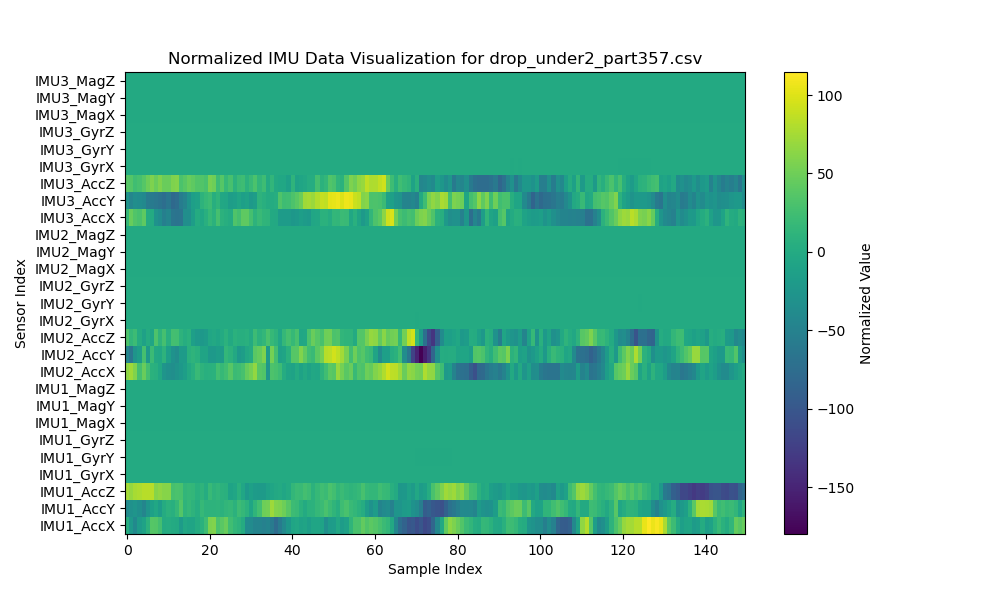 Normalized IMU Data Visualization for drop_under2_part357.csv
IMU3_MagZ
IMU3_MagY
IMU3_MagX
IMU3_GyrZ
IMU3_GyrY
IMU3_GyrX
IMU3_AccZ
IMU3_AccY
IMU3_AccX
IMU2_MagZ
IMU2_MagY
IMU2_MagX
IMU2_GyrZ
IMU2_GyrY
IMU2_GyrX
IMU2_AccZ
IMU2_AccY
IMU2_AccX
IMU1_MagZ
IMU1_MagY
IMU1_MagX
IMU1_GyrZ
IMU1_GyrY
IMU1_GyrX
IMU1_AccZ
IMU1_AccY
IMU1_AccX
Sensor Index
0 20 40 60 80 100 120 140
Sample Index
100
50
0
−50
−100
−150
Normalized Value